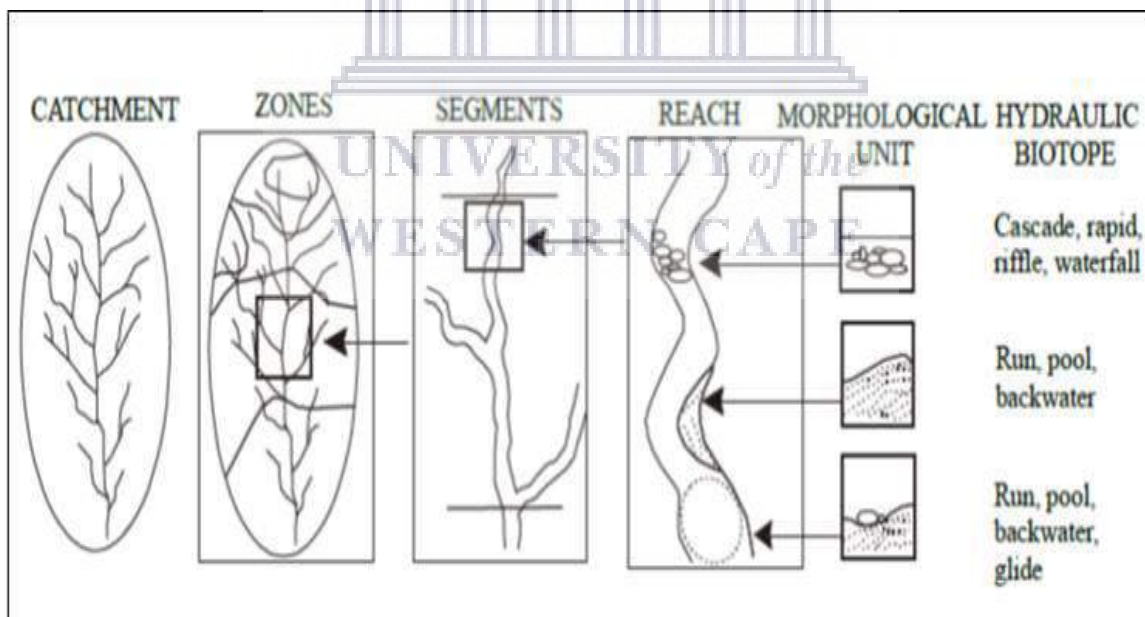 CATCHMENT
ZONES
SEGMENTS
REACH
MORPHOLOGICAL
UNIT
HYDRAULIC
BIOTOPE
UNIVERSITY of the
WESTERN CAPE
Cascade, rapid,
riffle, waterfall
Run, pool,
backwater
Run, pool,
backwater,
glide